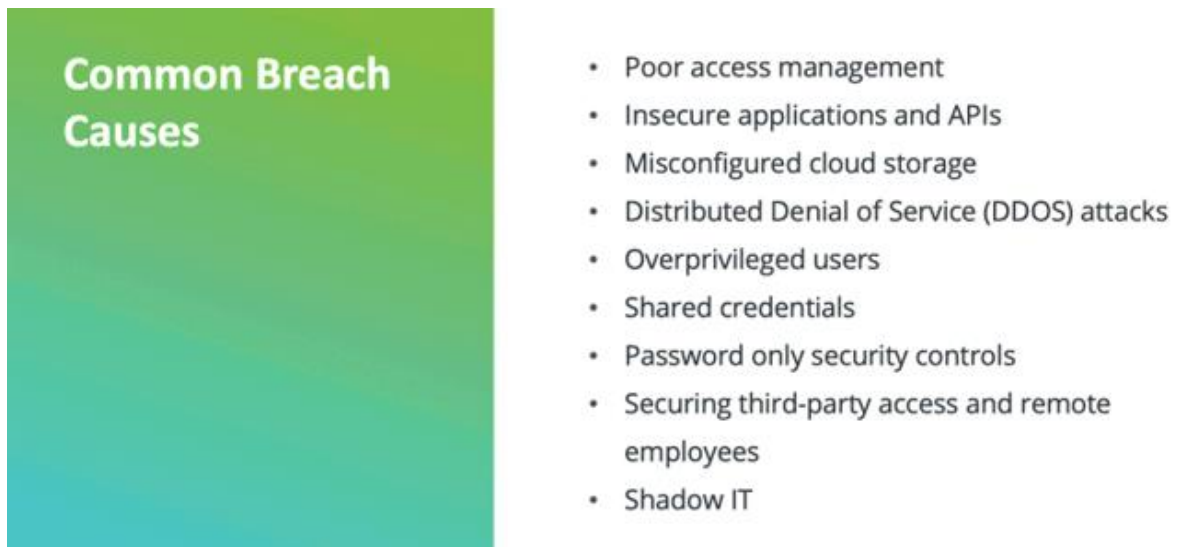 Common Breach
Causes
• Poor access management
• Insecure applications and APIs
• Misconfigured cloud storage
• Distributed Denial of Service (DDOS) attacks
• Overprivileged users
• Shared credentials
• Password only security controls
• Securing third-party access and remote
employees
• Shadow IT